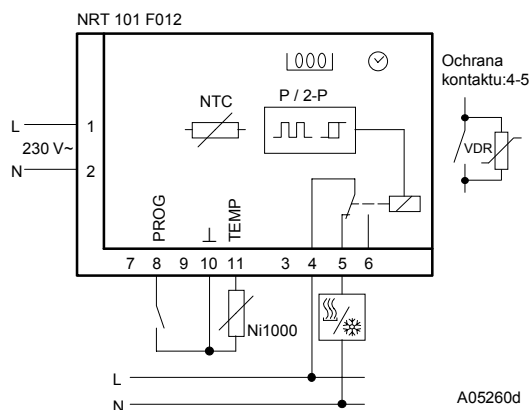 NRT 101 F012
Ochrana
kontaktu:4-5
NTC
P / 2-P
L
1
230 V~
VDR
N
2
PROG
TEMP
7 8 9 10 11 3 4 5 6
Ni1000
L
N
A05260d